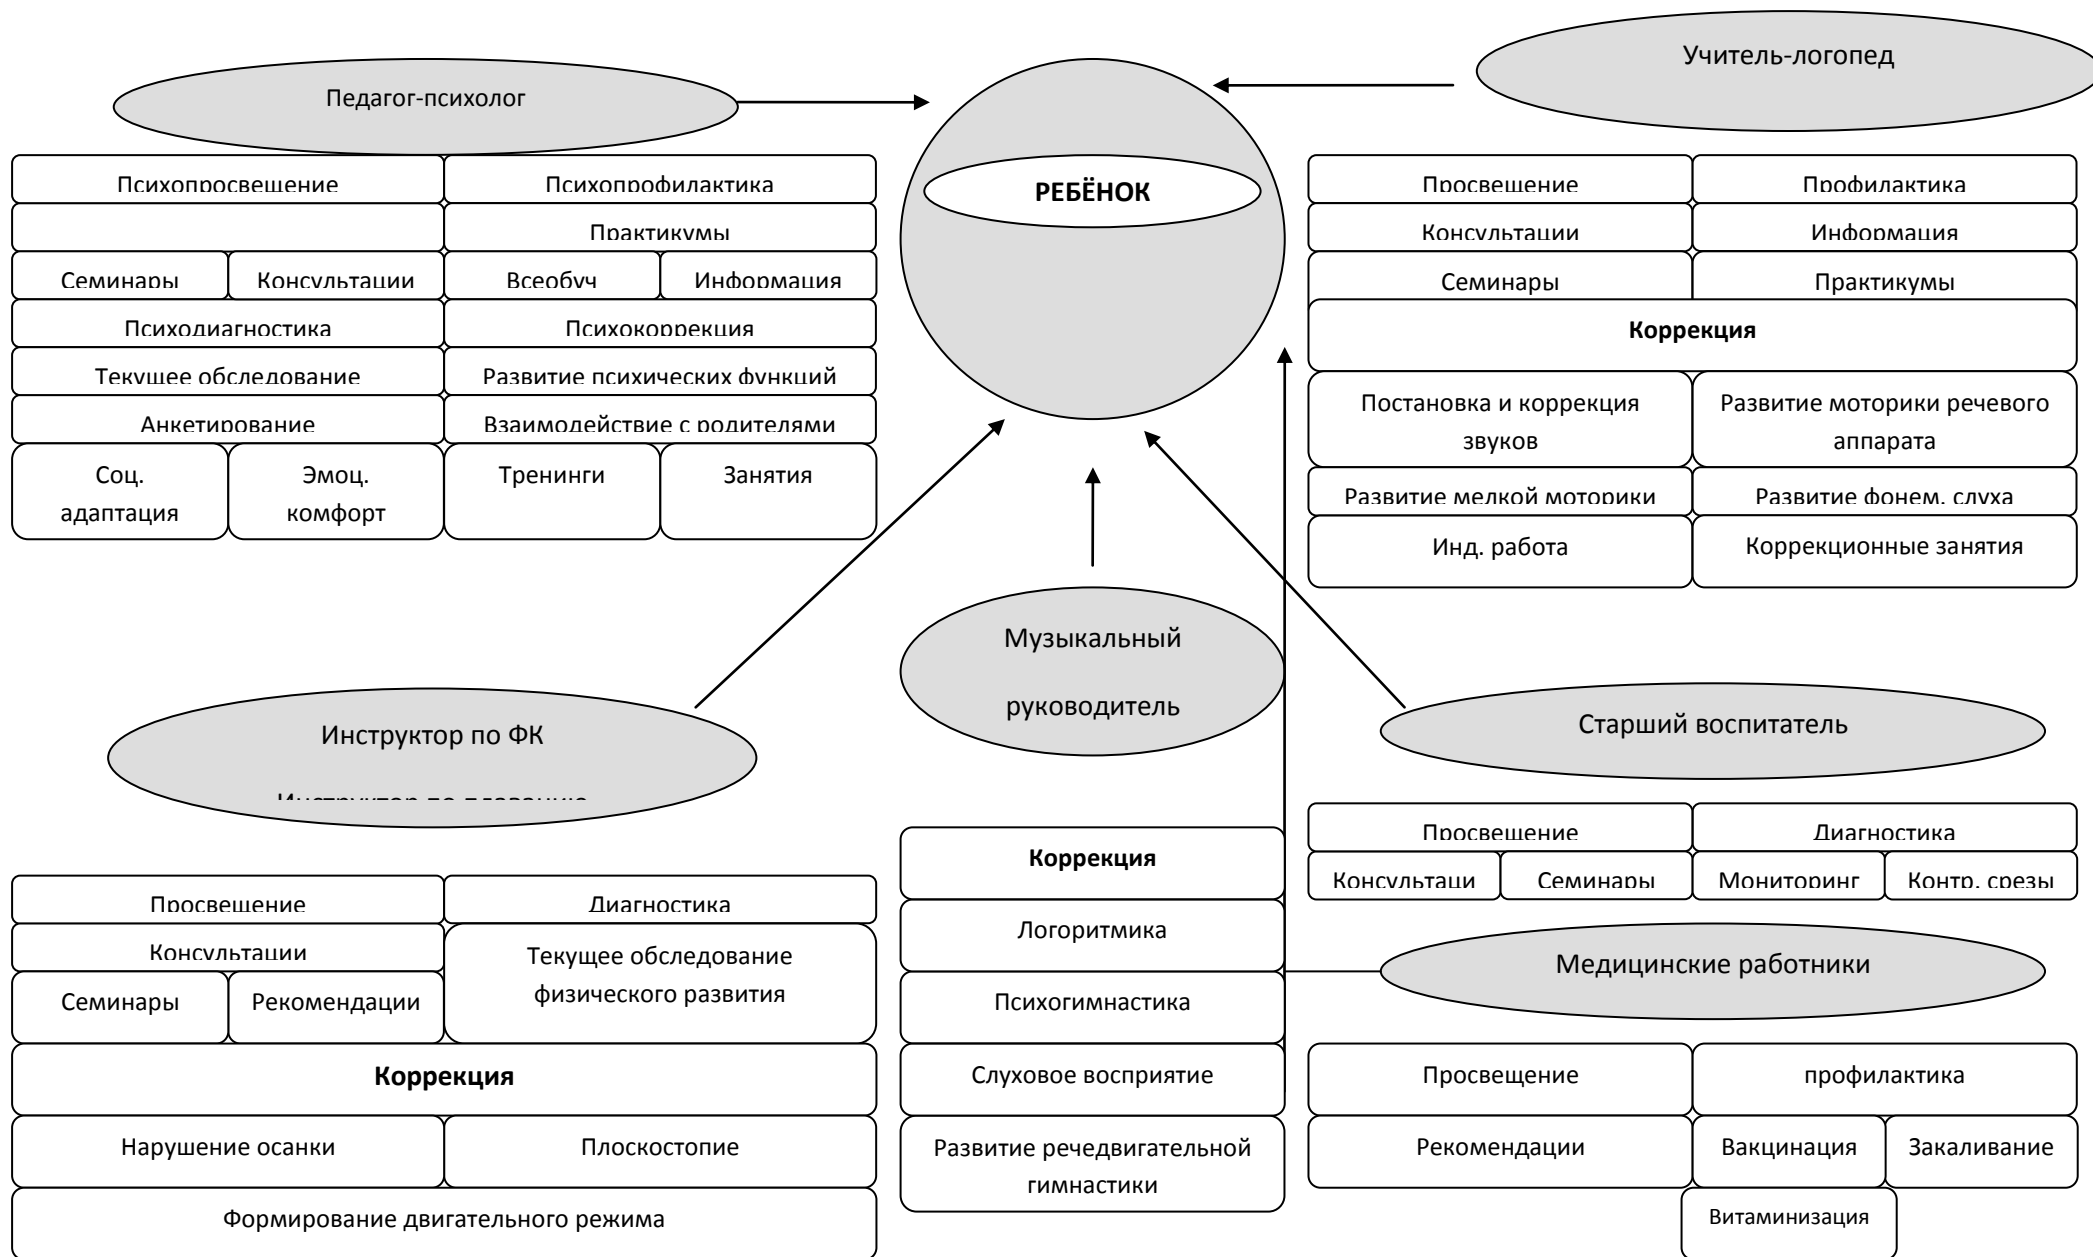 Учитель-логопед
Педагог-психолог
РЕБЁНОК
Психопросвещение
Психопрофилактика
Практикумы
Семинары
Консультации
Всеобуч
Информация
Психодиагностика
Психокоррекция
Текущее обследование
Развитие психических функций
Анкетирование
Взаимодействие с родителями
Соц.
адаптация
Эмоц.
комфорт
Тренинги
Занятия
Просвещение
Профилактика
Консультации
Информация
Семинары
Практикумы
Коррекция
Постановка и коррекция
звуков
Развитие моторики речевого
аппарата
Развитие мелкой моторики
Развитие фонем. слуха
Инд. работа
Коррекционные занятия
Инструктор по ФК
Инструктор по плаванию
Музыкальный
руководитель
Старший воспитатель
Просвещение
Диагностика
Консультации
Семинары
Рекомендации
Текущее обследование
физического развития
Коррекция
Нарушение осанки
Плоскостопие
Формирование двигательного режима
Коррекция
Логоритмика
Психогимнастика
Слуховое восприятие
Развитие речедвигательной
гимнастики
Просвещение
Диагностика
Консультаци
Семинары
Мониторинг
Контр. срезы
Медицинские работники
Просвещение
профилактика
Рекомендации
Вакцинация
Закаливание
Витаминизация